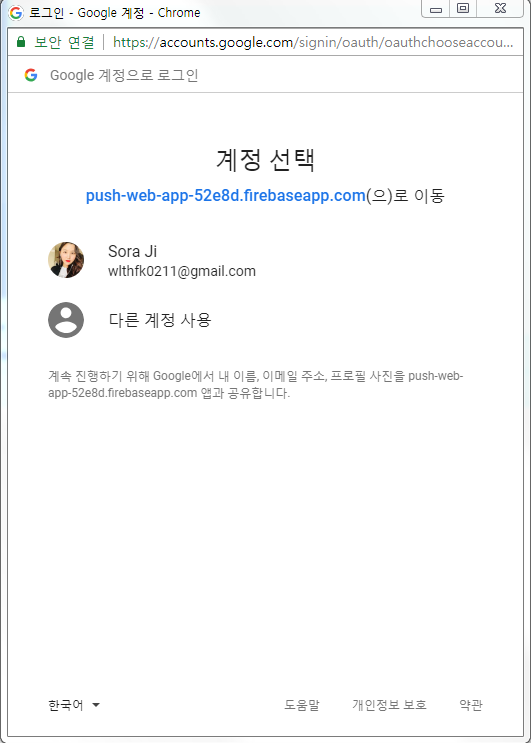 로그인 - Google 계정 - Chrome
보안 연결 | https://accounts.google.com/signin/oauth/oauthchooseaccou...
Google 계정으로 로그인
계정 선택
push-web-app-52e8d.firebaseapp.com(으)로 이동
Sora Ji
wlthfk0211@gmail.com
다른 계정 사용
계속 진행하기 위해 Google에서 내 이름, 이메일 주소, 프로필 사진을 push-web-
app-52e8d.firebaseapp.com 앱과 공유합니다.
한국어 도움말 개인정보 보호 약관